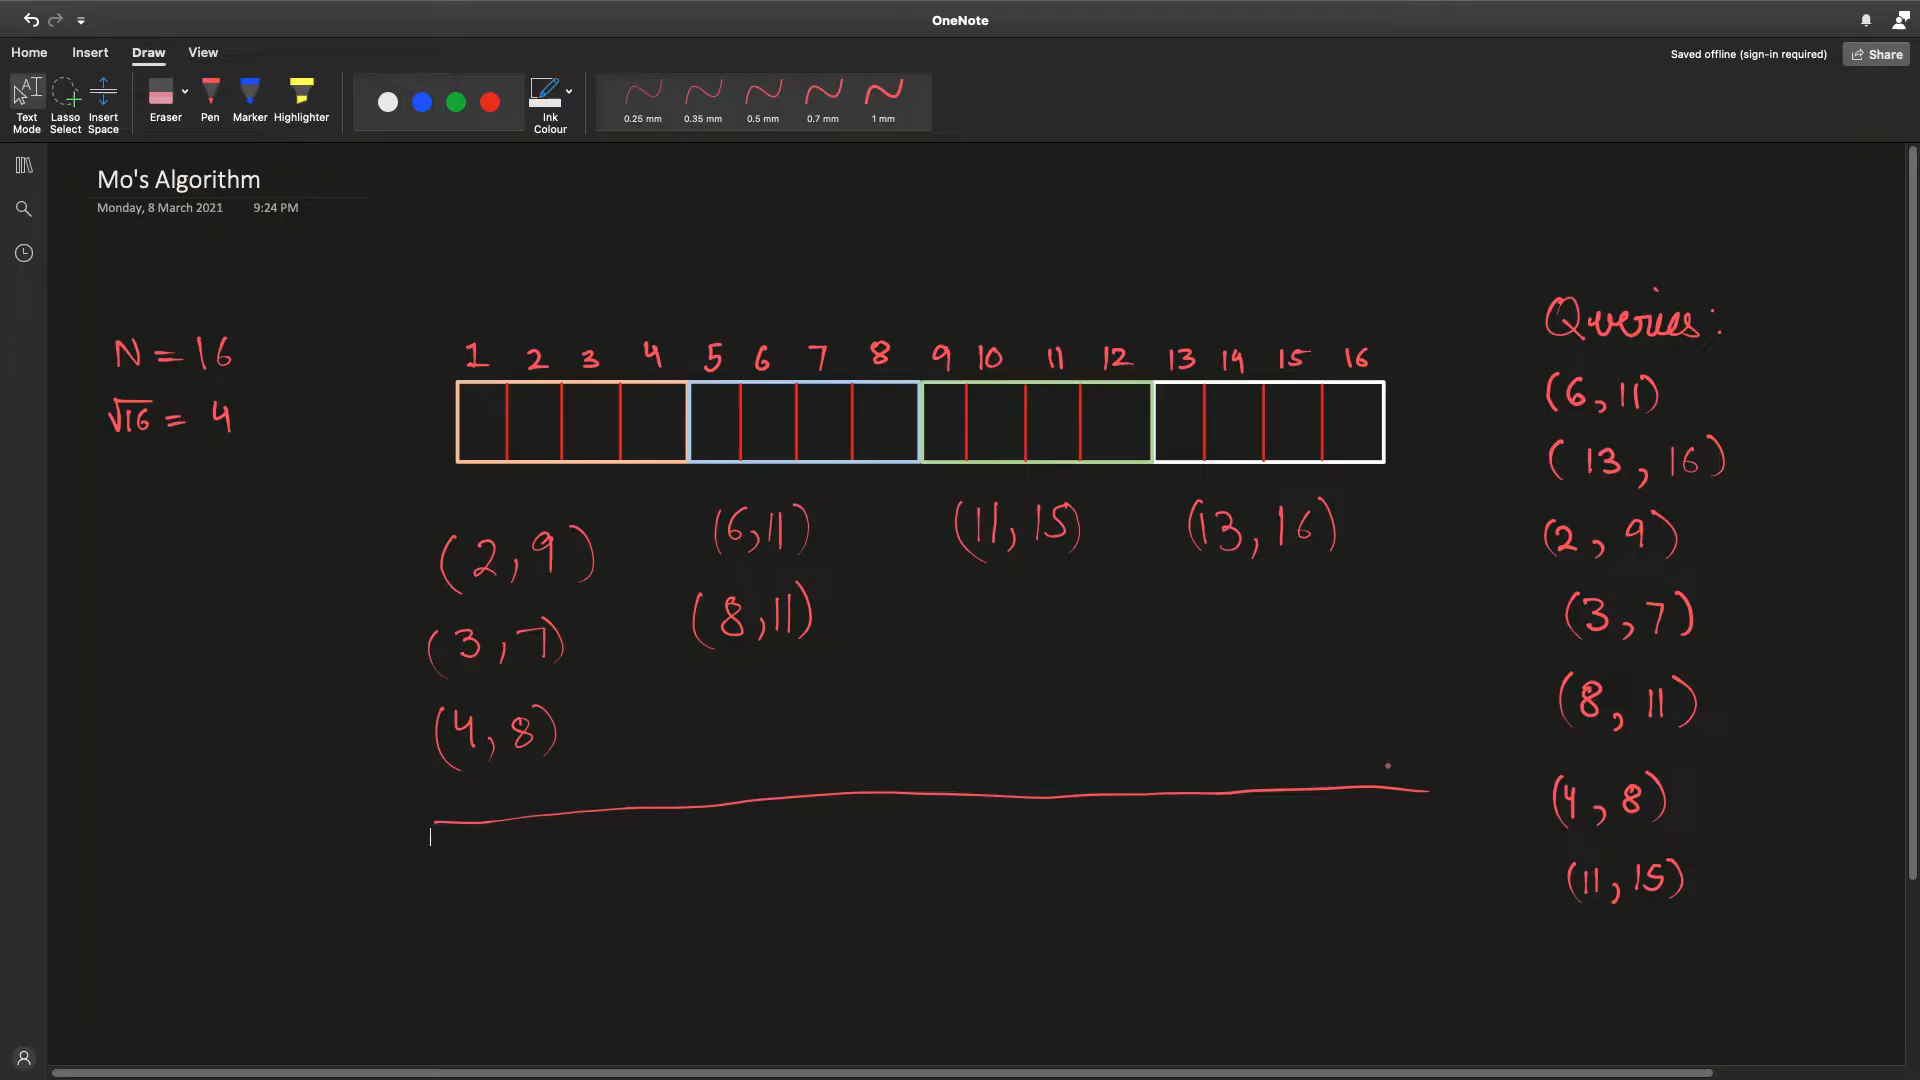 OneNote
Home Insert Draw View
Saved offline (sign-in required) Share
Text Mode
Lasso Select
Insert Space
Eraser
Pen
Marker
Highlighter
Ink Colour
0.25 mm 0.35 mm 0.5 mm 0.7 mm 1 mm
Mo's Algorithm
Monday, 8 March 2021 9:24 PM
N = 16
√16 = 4
1 2 3 4 5 6 7 8 9 10 11 12 13 14 15 16
(2, 9)
(3, 7)
(4, 8)
(6, 11)
(8, 11)
(11, 15)
(13, 16)
Queries:
(6, 11)
(13, 16)
(2, 9)
(3, 7)
(8, 11)
(4, 8)
(11, 15)